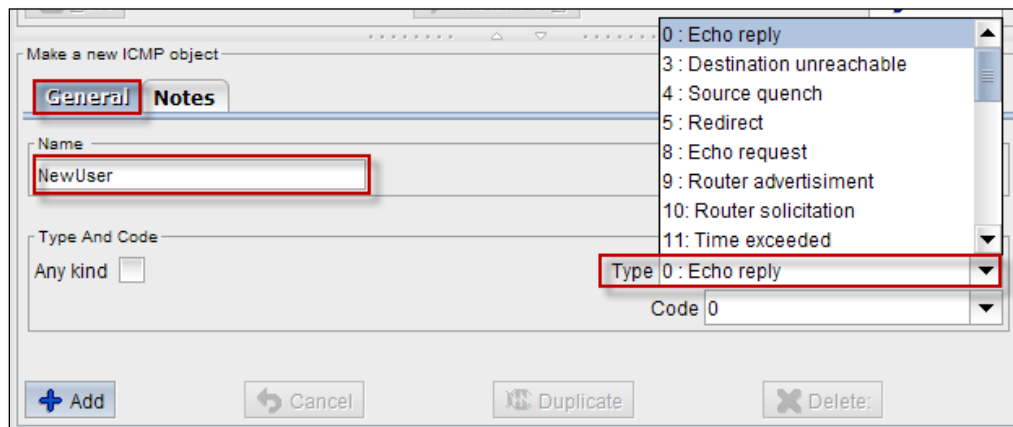 0 : Echo reply
Make a new ICMP object
3 : Destination unreachable
General Notes
4 : Source quench
5 : Redirect
Name
8 : Echo request
NewUser
9 : Router advertisiment
10: Router solicitation
Type And Code
11: Time exceeded
Any kind
Type 0 : Echo reply
Code 0
Add Cancel Duplicate Delete: